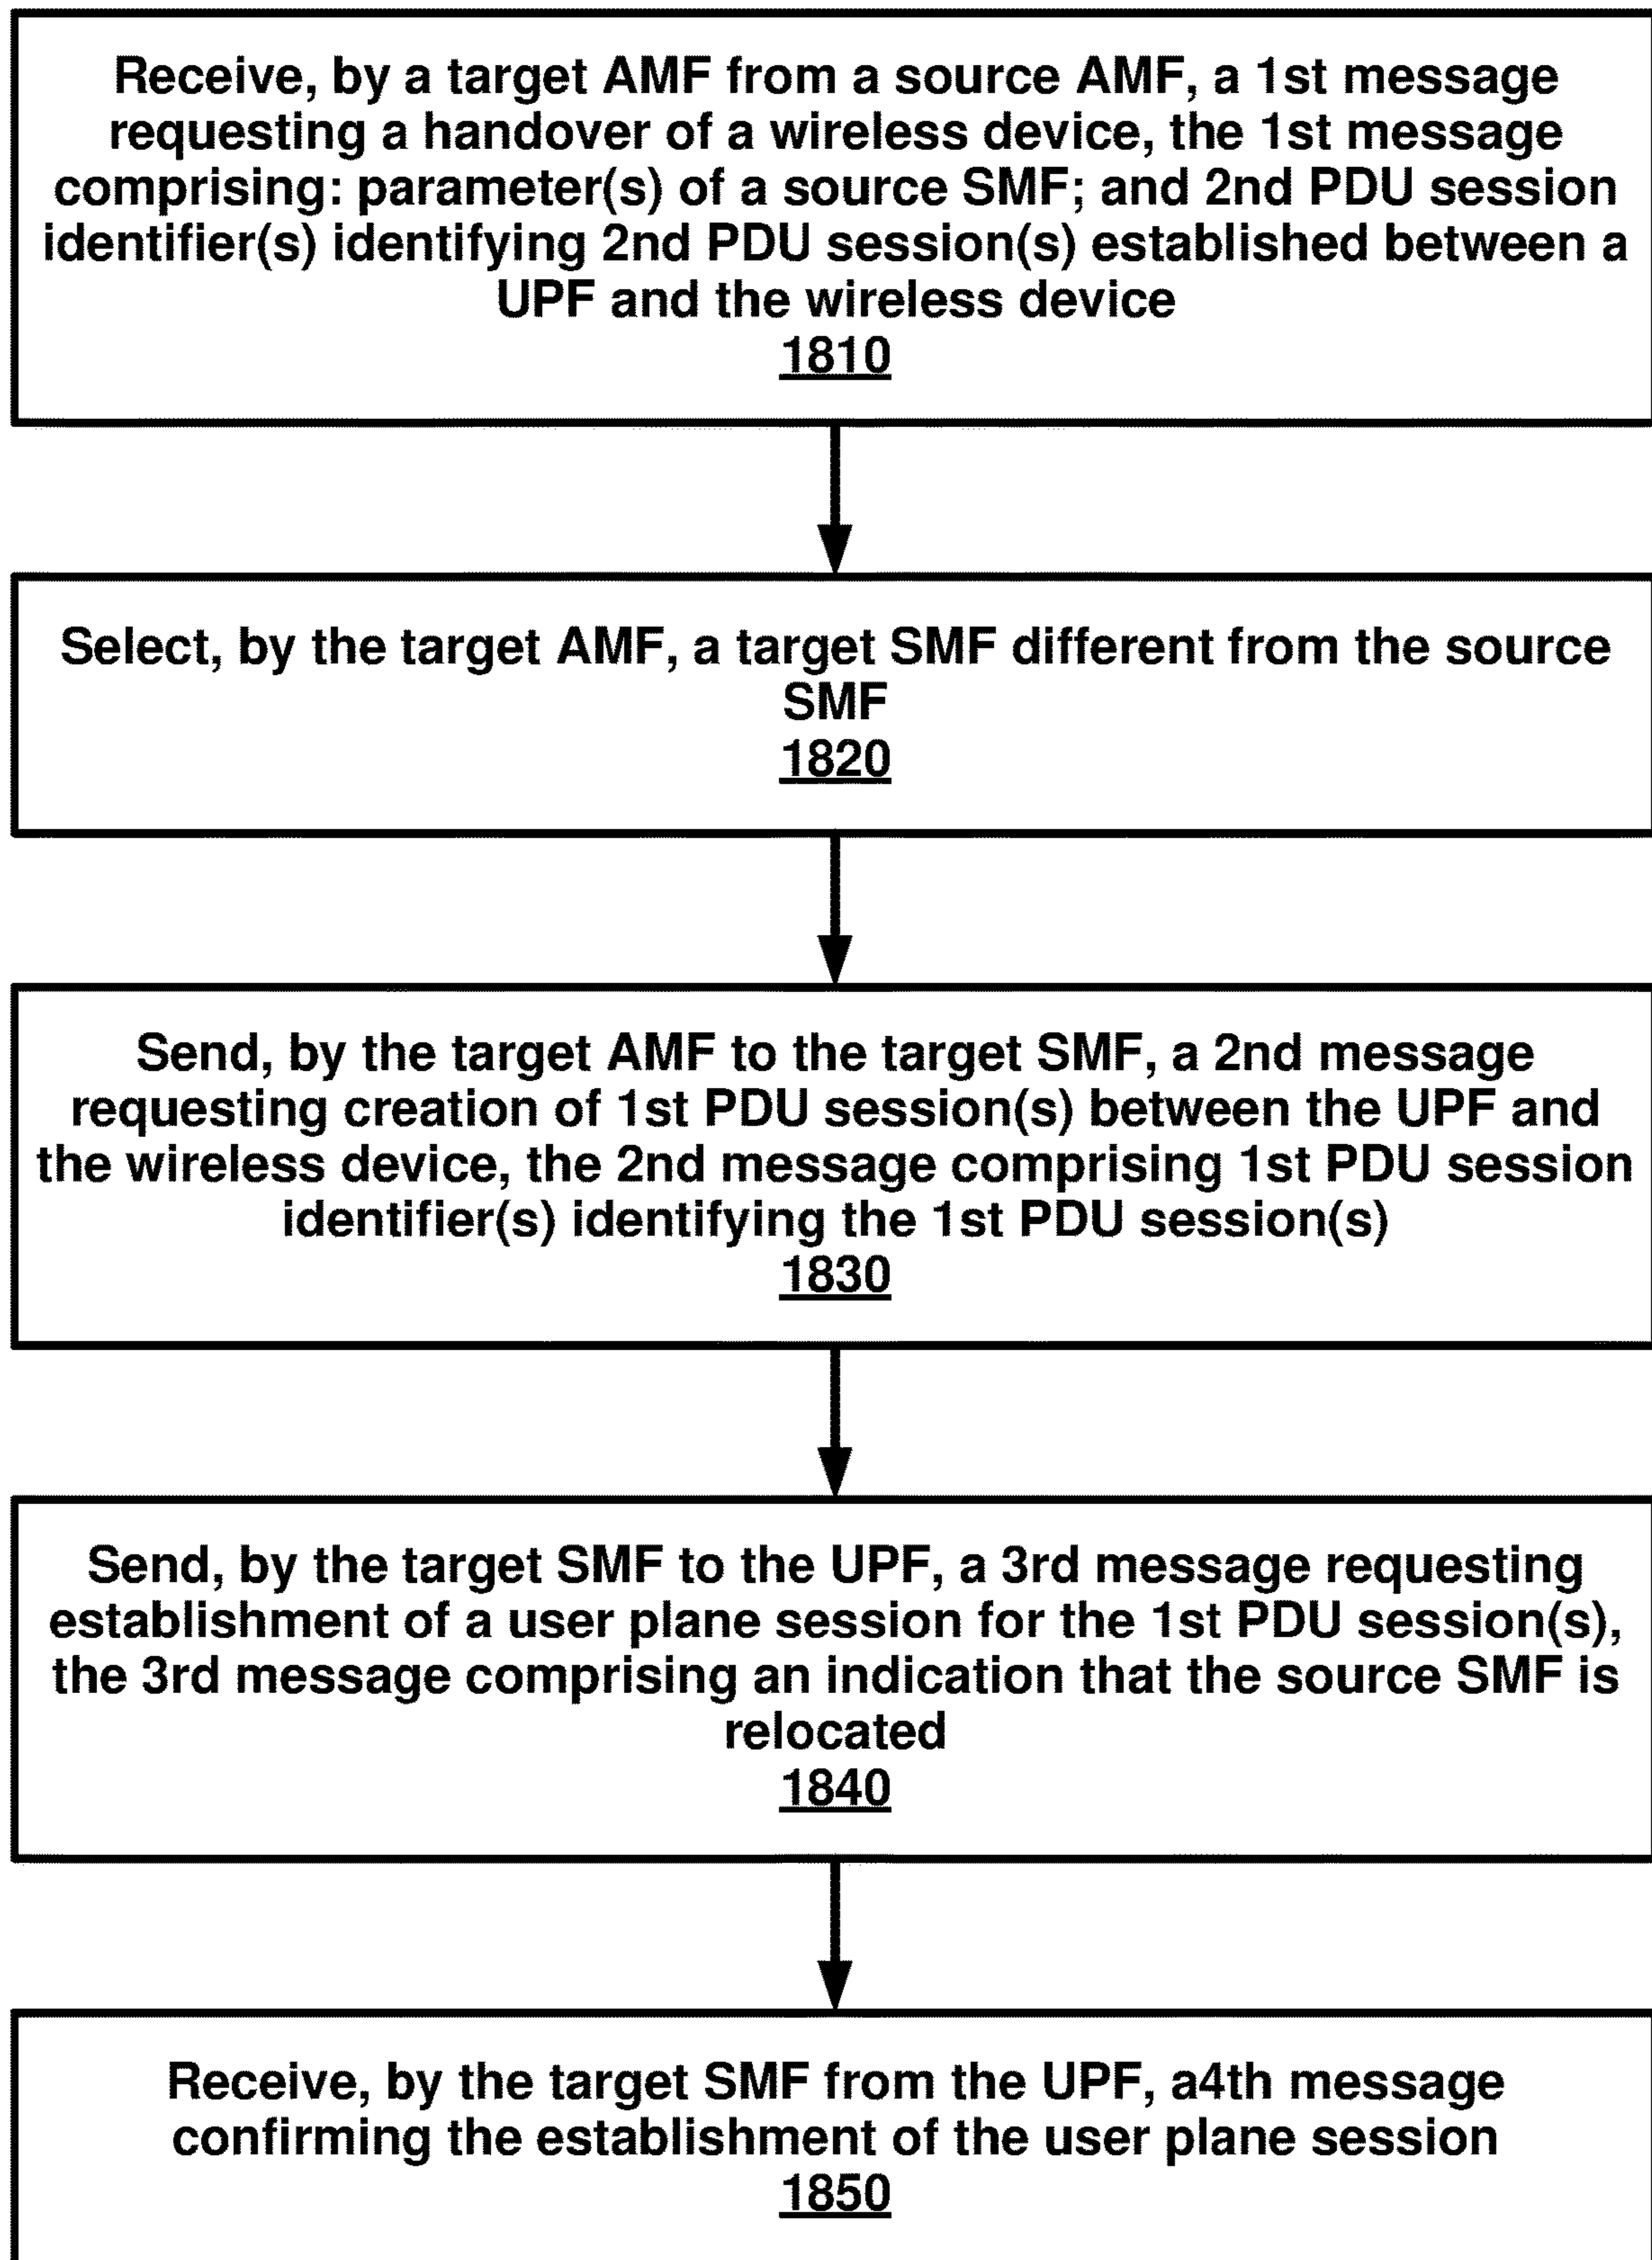 Receive, by a target AMF from a source AMF, a 1st message
requesting a handover of a wireless device, the 1st message
comprising: parameter(s) of a source SMF; and 2nd PDU session
identifier(s) identifying 2nd PDU session(s) established between a
UPF and the wireless device
1810
Select, by the target AMF, a target SMF different from the source
SMF
1820
Send, by the target AMF to the target SMF, a 2nd message
requesting creation of 1st PDU session(s) between the UPF and
the wireless device, the 2nd message comprising 1st PDU session
identifier(s) identifying the 1st PDU session(s)
1830
Send, by the target SMF to the UPF, a 3rd message requesting
establishment of a user plane session for the 1st PDU session(s),
the 3rd message comprising an indication that the source SMF is
relocated
1840
Receive, by the target SMF from the UPF, a4th message
confirming the establishment of the user plane session
1850